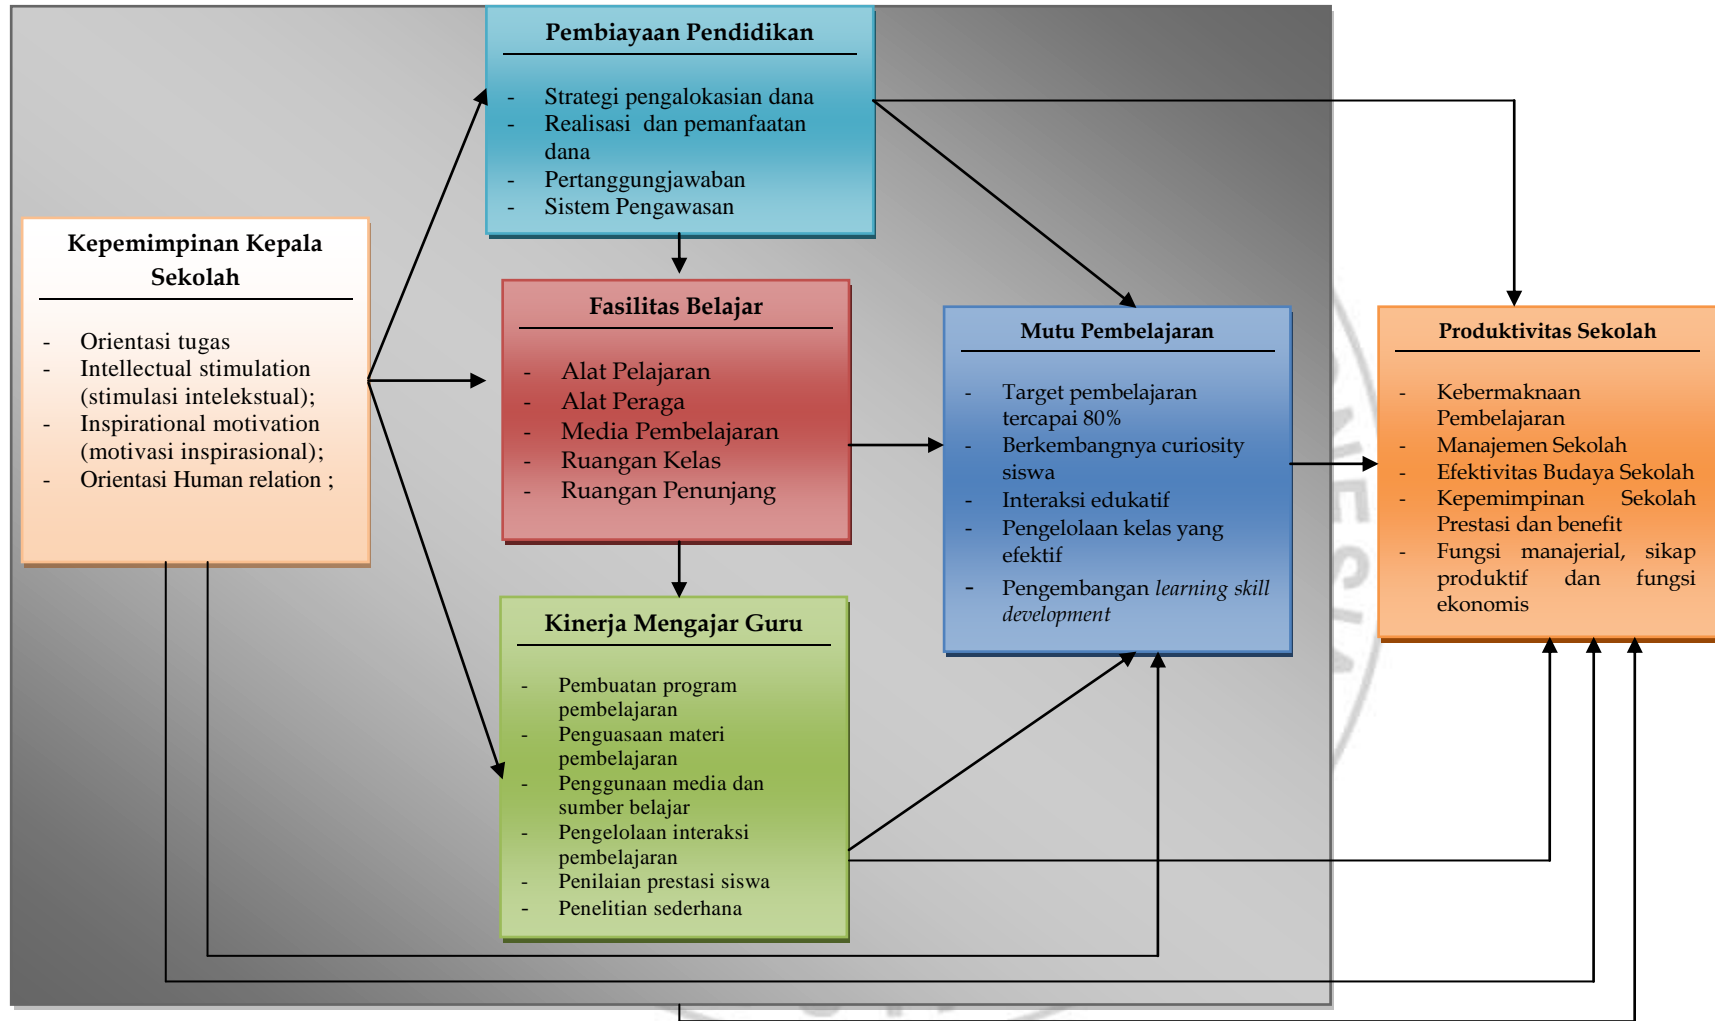 Pembiayaan Pendidikan
- Strategi pengalokasian dana
- Realisasi dan pemanfaatan
dana
- Pertanggungjawaban
- Sistem Pengawasan
Kepemimpinan Kepala
Sekolah
- Orientasi tugas
- Intellectual stimulation
(stimulasi intelekstual);
- Inspirational motivation
(motivasi inspirasional);
- Orientasi Human relation ;
Fasilitas Belajar
- Alat Pelajaran
- Alat Peraga
- Media Pembelajaran
- Ruangan Kelas
- Ruangan Penunjang
Kinerja Mengajar Guru
- Pembuatan program
pembelajaran
- Penguasaan materi
pembelajaran
- Penggunaan media dan
sumber belajar
- Pengelolaan interaksi
pembelajaran
- Penilaian prestasi siswa
- Penelitian sederhana
Mutu Pembelajaran
- Target pembelajaran
tercapai 80%
- Berkembangnya curiosity
siswa
- Interaksi edukatif
- Pengelolaan kelas yang
efektif
- Pengembangan learning skill
development
Produktivitas Sekolah
- Kebermaknaan
Pembelajaran
- Manajemen Sekolah
- Efektivitas Budaya Sekolah
- Kepemimpinan Sekolah
Prestasi dan benefit
- Fungsi manajerial, sikap
produktif dan fungsi
ekonomis